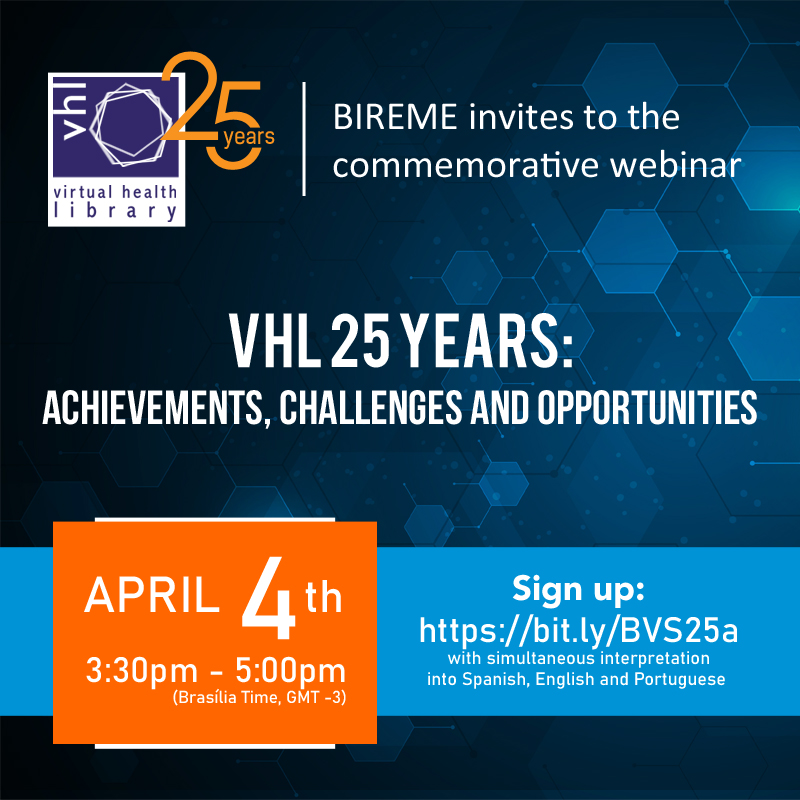 vhl
virtual health
library
25
years
BIREME invites to the
commemorative webinar
VHL 25 YEARS:
ACHIEVEMENTS, CHALLENGES AND OPPORTUNITIES
APRIL 4th
3:30pm - 5:00pm
(Brasília Time, GMT -3)
Sign up:
https://bit.ly/BVS25a
with simultaneous interpretation
into Spanish, English and Portuguese